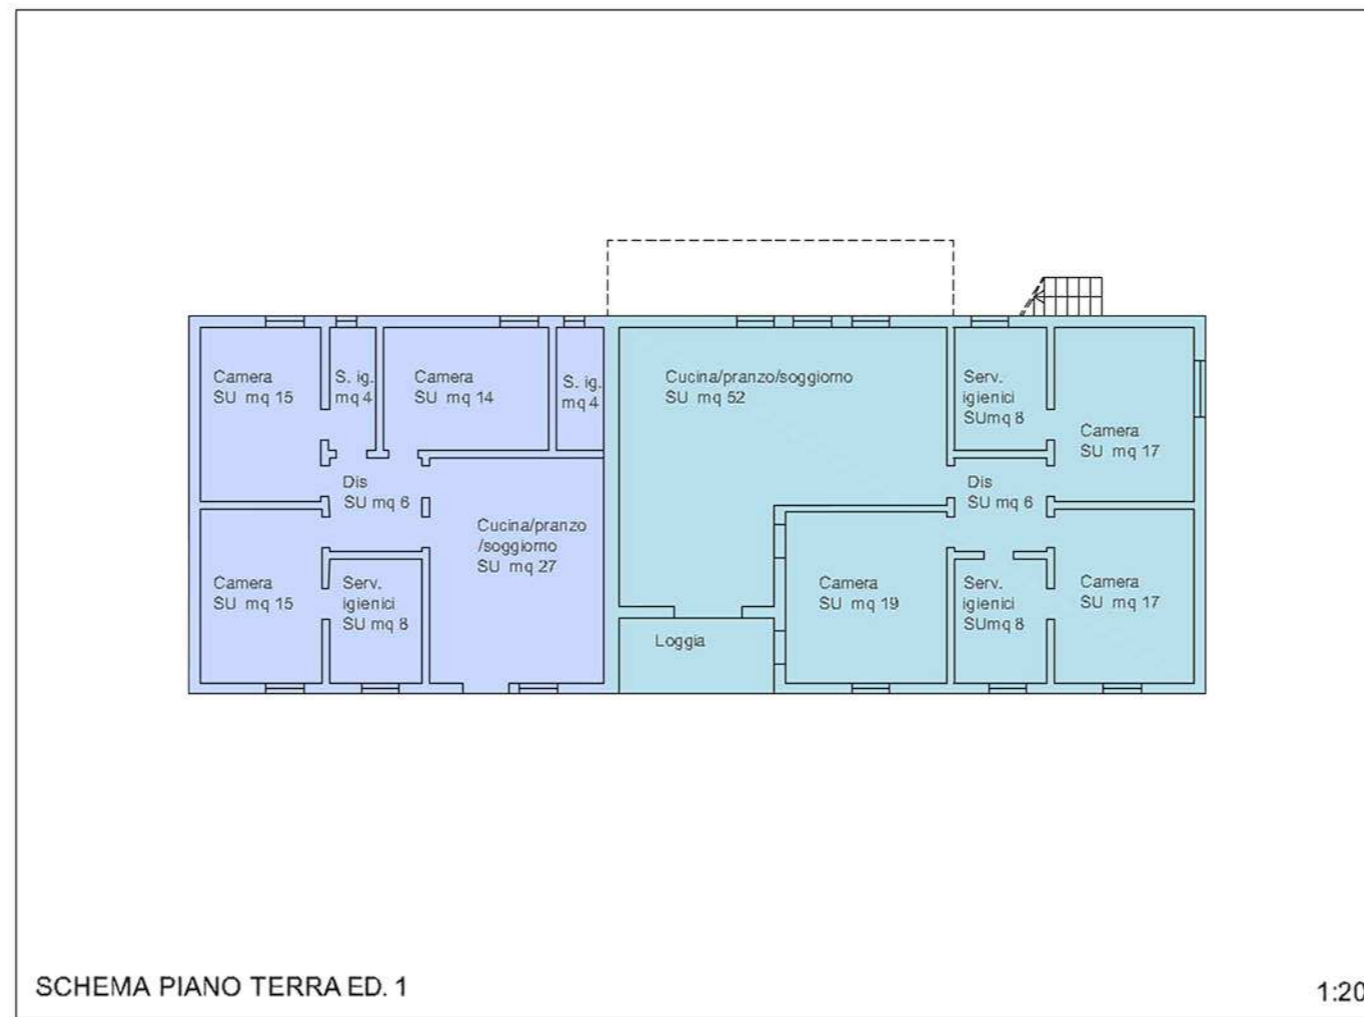 Camera
SU mq 15
S. ig.
mq 4
Camera
SU mq 14
S. ig.
mq 4
Cucina/pranzo/soggiorno
SU mq 52
Serv.
igienici
SUmq 8
Camera
SU mq 17
Dis
SU mq 6
Cucina/pranzo
/soggiorno
SU mq 27
Dis
SU mq 6
Camera
SU mq 15
Serv.
igienici
SU mq 8
Loggia
Camera
SU mq 19
Serv.
igienici
SUmq 8
Camera
SU mq 17
SCHEMA PIANO TERRA ED. 1
1:20